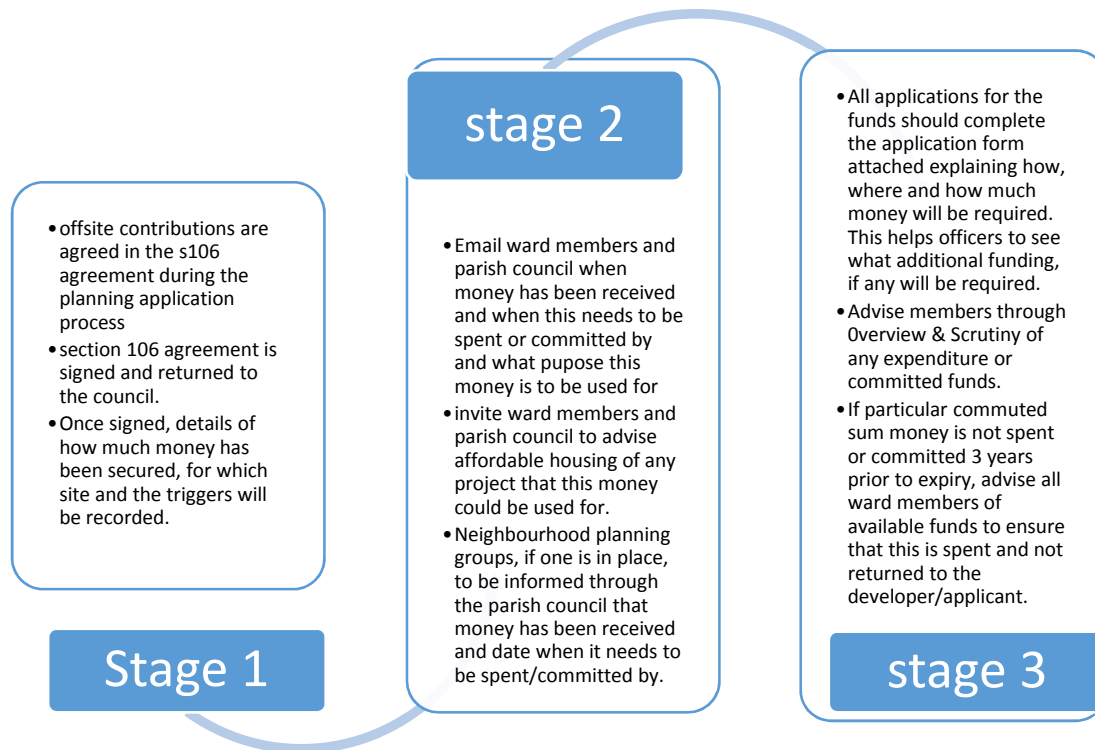 •offsite contributions are
agreed in the s106
agreement during the
planning application
process
•section 106 agreement is
signed and returned to
the council.
•Once signed, details of
how much money has
been secured, for which
site and the triggers will
be recorded.
Stage 1
stage 2
•Email ward members and
parish council when
money has been received
and when this needs to be
spent or committed by
and what pupose this
money is to be used for
•invite ward members and
parish council to advise
affordable housing of any
project that this money
could be used for.
•Neighbourhood planning
groups, if one is in place,
to be informed through
the parish council that
money has been received
and date when it needs to
be spent/committed by.
•All applications for the
funds should complete
the application form
attached explaining how,
where and how much
money will be required.
This helps officers to see
what additional funding,
if any will be required.
•Advise members through
0verview & Scrutiny of
any expenditure or
committed funds.
•If particular commuted
sum money is not spent
or committed 3 years
prior to expiry, advise all
ward members of
available funds to ensure
that this is spent and not
returned to the
developer/applicant.
stage 3